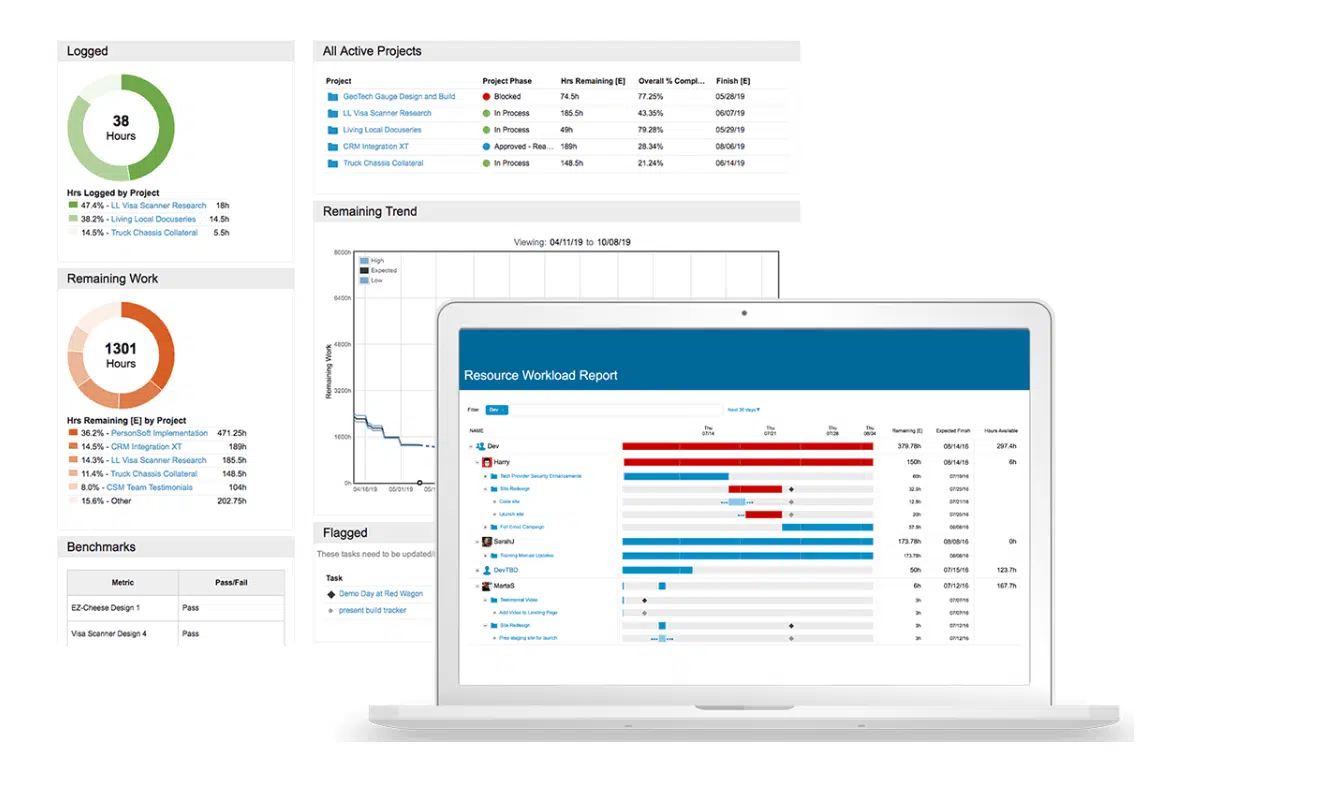 Logged
38
Hours
Hrs Logged by Project
47.4% - LL Visa Scanner Research 18h
38.2% - Living Local Docuseries 14.5h
14.5% - Truck Chassis Collateral 5.5h
Remaining Work
1301
Hours
Hrs Remaining [E] by Project
36.2% - PersonSoft Implementation 471.25h
14.5% - CRM Integration XT 189h
14.3% - LL Visa Scanner Research 185.5h
11.4% - Truck Chassis Collateral 148.5h
8.0% - CSM Team Testimonials 104h
15.6% - Other 202.75h
Benchmarks
Metric Pass/Fail
EZ-Cheese Design 1 Pass
Visa Scanner Design 4 Pass
All Active Projects
Project Project Phase Hrs Remaining [E] Overall % Compl... Finish [E]
GeoTech Gauge Design and Build Blocked 74.5h 77.25% 05/28/19
LL Visa Scanner Research In Process 185.5h 43.35% 06/07/19
Living Local Docuseries In Process 49h 79.28% 05/29/19
CRM Integration XT Approved - Rea... 189h 28.34% 08/06/19
Truck Chassis Collateral In Process 148.5h 21.24% 06/14/19
Remaining Trend
Viewing: 04/11/19 to 10/08/19
High
Expected
Low
Remaining Work
8000h
6400h
4800h
3200h
1600h
0h
04/16/19 05/01/19 05/1
Flagged
These tasks need to be updated/
Task
Demo Day at Red Wagon
present build tracker
Resource Workload Report
Filter Dev Next 30 days
NAME Thu 07/14 Thu 07/21 Thu 07/28 Thu Remaining [E] Expected Finish Hours Available
Dev 379.78h 08/14/16 297.4h
Harry 150h 08/14/16 6h
Tech Provider Security Enhancements 60h 07/19/16
Site Redesign 32.5h
Code site 12.5h 07/21/16
Launch site 20h 07/25/16
Fall Email Campaign 57.5h
SarahJ 173.78h 08/08/16 0h
Training Manual Updates 173.78h 08/08/16
DevTBD 50h 07/15/16 123.7h
MartaS 6h 07/12/16 167.7h
Testimonial Video 3h 07/07/16
Add Video to Landing Page 3h 07/07/16
Site Redesign 3h 07/12/16
Prep staging site for launch 3h 07/12/16